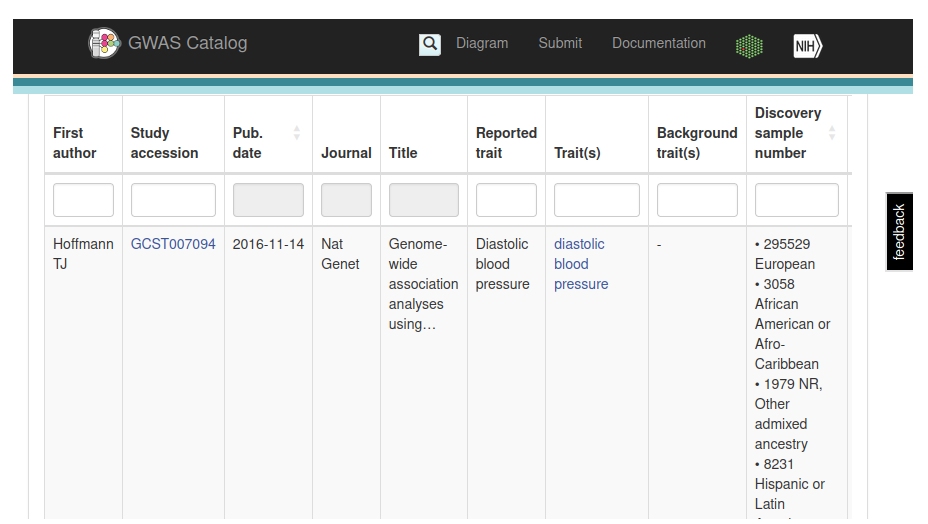 GWAS Catalog
Diagram
Submit
Documentation
NIH
First author
Study accession
Pub. date
Journal
Title
Reported trait
Trait(s)
Background trait(s)
Discovery sample number
Hoffmann TJ
GCST007094
2016-11-14
Nat Genet
Genome-
wide
association
analyses
using…
Diastolic
blood
pressure
diastolic
blood
pressure
-
• 295529
European
• 3058
African
American or
Afro-
Caribbean
• 1979 NR,
Other
admixed
ancestry
• 8231
Hispanic or
Latin
feedback